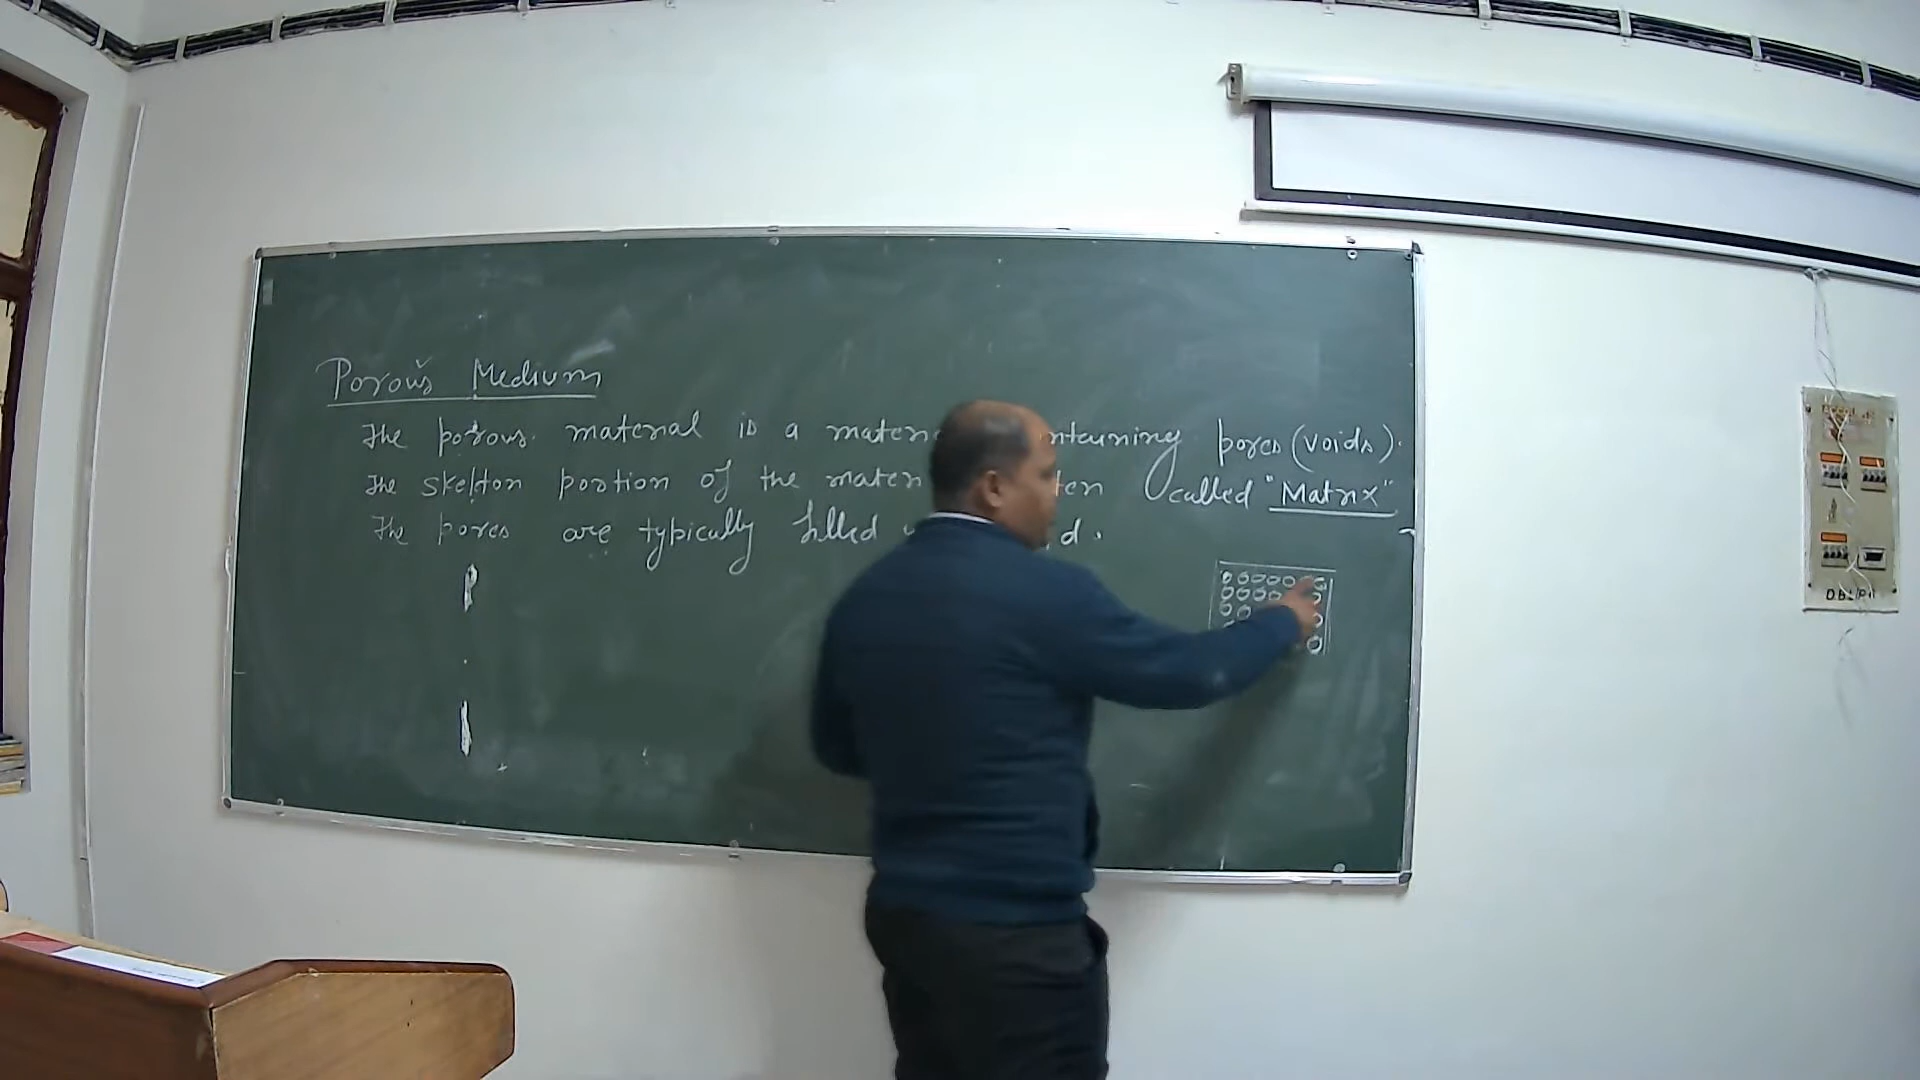 Porous Medium
The porous material is a mater ntaining pores (voids).
The skelton portion of the mater ten called "Matrix"
The pores are typically filled d.